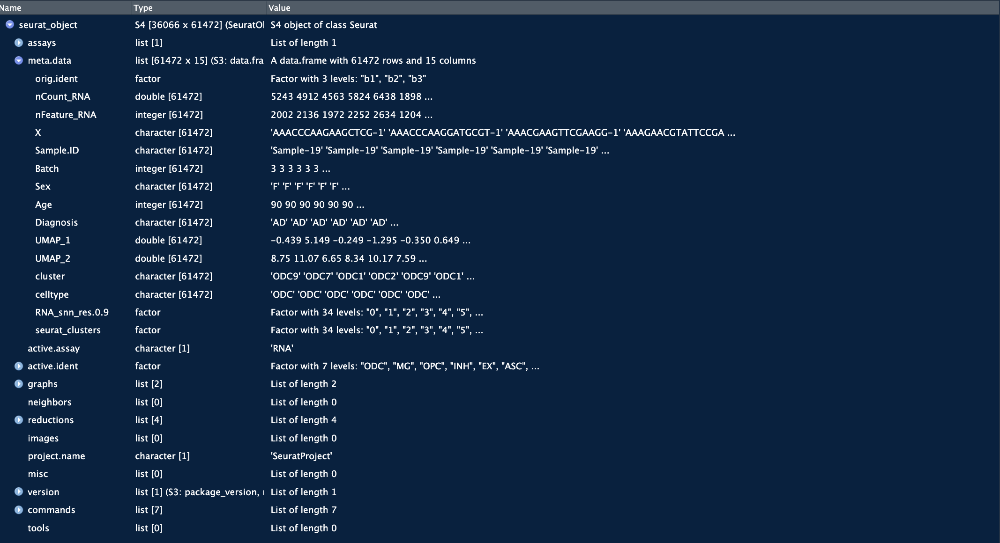 Name Type Value
seurat_object S4 [36066 x 61472] (SeuratOl S4 object of class Seurat
assays list [1] List of length 1
meta.data list [61472 x 15] (S3: data.fra A data.frame with 61472 rows and 15 columns
orig.ident factor Factor with 3 levels: "b1", "b2", "b3"
nCount_RNA double [61472] 5243 4912 4563 5824 6438 1898 ...
nFeature_RNA integer [61472] 2002 2136 1972 2252 2634 1204 ...
X character [61472] 'AAACCCAAGAAGCTCG-1' 'AAACCCAAGGATGCGT-1' 'AAACGAAGTTCGAAGG-1' 'AAAGAACGTATTCCGA ...
Sample.ID character [61472] 'Sample-19' 'Sample-19' 'Sample-19' 'Sample-19' 'Sample-19' 'Sample-19' ...
Batch integer [61472] 3 3 3 3 3 3 ...
Sex character [61472] 'F' 'F' 'F' 'F' 'F' 'F' ...
Age integer [61472] 90 90 90 90 90 90 ...
Diagnosis character [61472] 'AD' 'AD' 'AD' 'AD' 'AD' 'AD' ...
UMAP_1 double [61472] -0.439 5.149 -0.249 -1.295 -0.350 0.649 ...
UMAP_2 double [61472] 8.75 11.07 6.65 8.34 10.17 7.59 ...
cluster character [61472] 'ODC9' 'ODC7' 'ODC1' 'ODC2' 'ODC9' 'ODC1' ...
celltype character [61472] 'ODC' 'ODC' 'ODC' 'ODC' 'ODC' 'ODC' ...
RNA_snn_res.0.9 factor Factor with 34 levels: "0", "1", "2", "3", "4", "5", ...
seurat_clusters factor Factor with 34 levels: "0", "1", "2", "3", "4", "5", ...
active.assay character [1] 'RNA'
active.ident factor Factor with 7 levels: "ODC", "MG", "OPC", "INH", "EX", "ASC", ...
graphs list [2] List of length 2
neighbors list [0] List of length 0
reductions list [4] List of length 4
images list [0] List of length 0
project.name character [1] 'SeuratProject'
misc list [0] List of length 0
version list [1] (S3: package_version, List of length 1
commands list [7] List of length 7
tools list [0] List of length 0